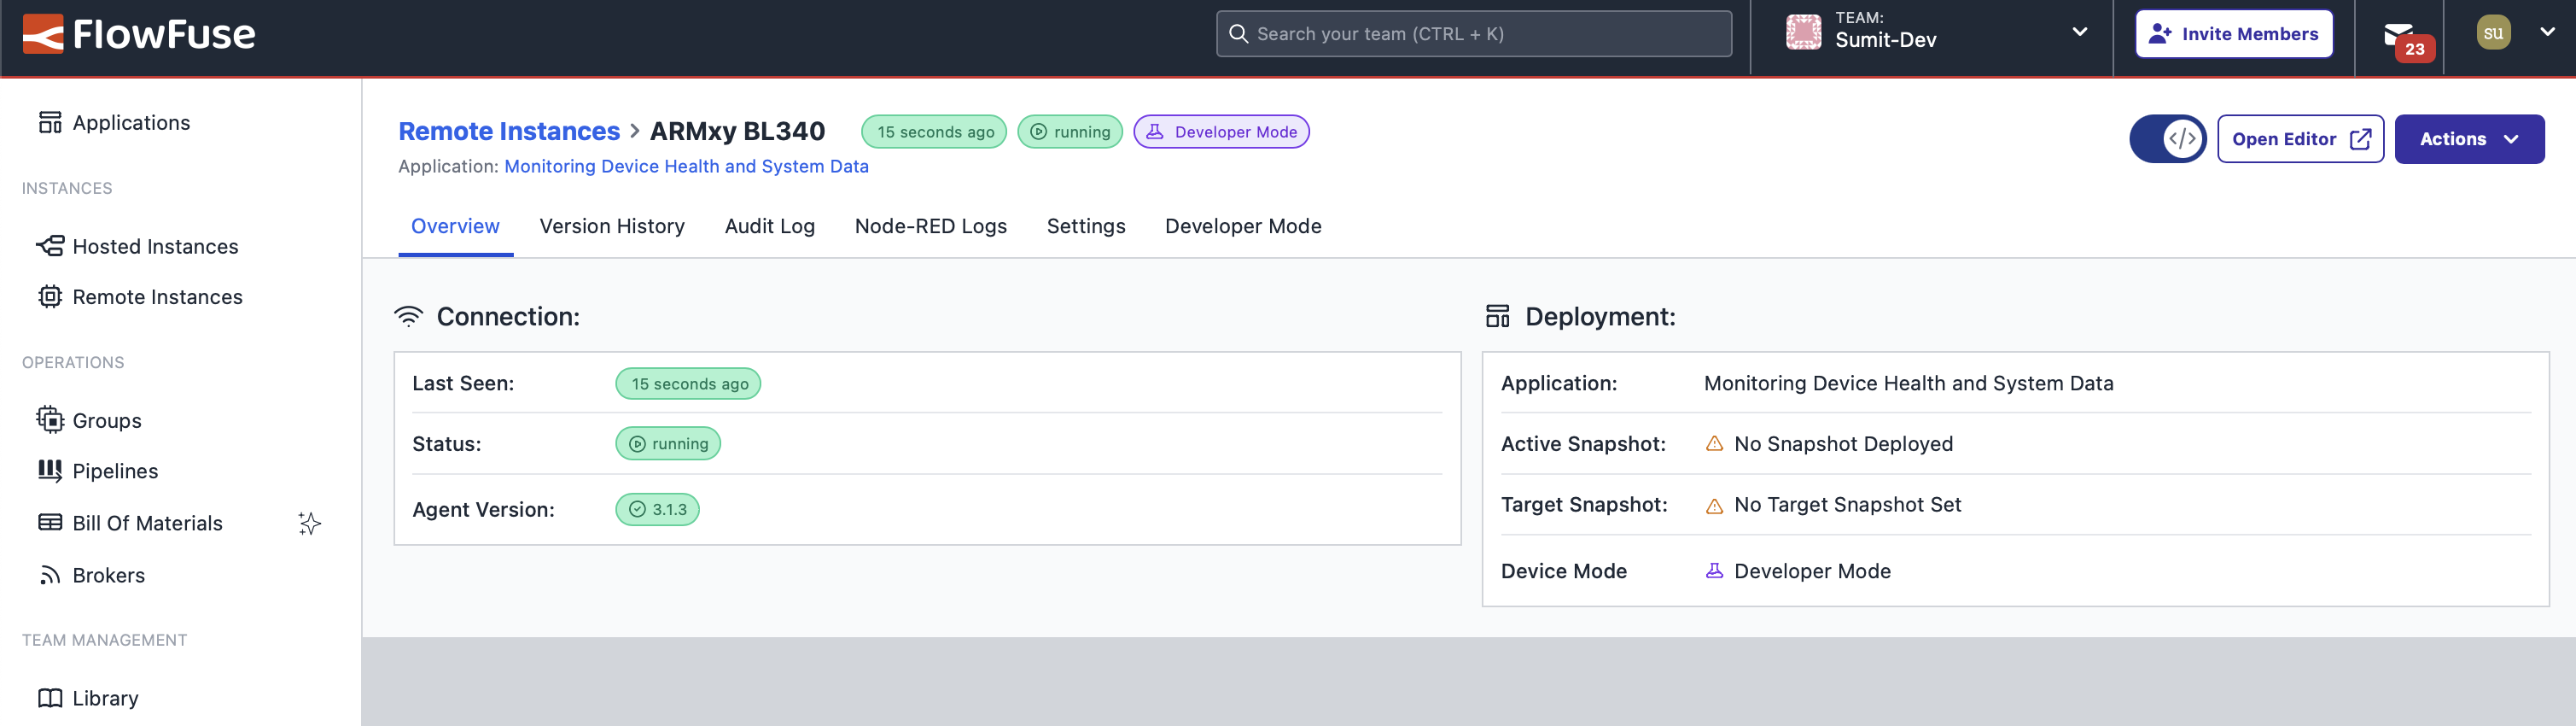 FlowFuse
Search your team (CTRL + K)
TEAM:
Sumit-Dev
Invite Members
23
su
Applications
INSTANCES
Hosted Instances
Remote Instances
OPERATIONS
Groups
Pipelines
Bill Of Materials
Brokers
TEAM MANAGEMENT
Library
Remote Instances > ARMxy BL340 15 seconds ago running Developer Mode
Application: Monitoring Device Health and System Data
</> Open Editor Actions
Overview Version History Audit Log Node-RED Logs Settings Developer Mode
Connection:
Last Seen: 15 seconds ago
Status: running
Agent Version: 3.1.3
Deployment:
Application: Monitoring Device Health and System Data
Active Snapshot: No Snapshot Deployed
Target Snapshot: No Target Snapshot Set
Device Mode Developer Mode